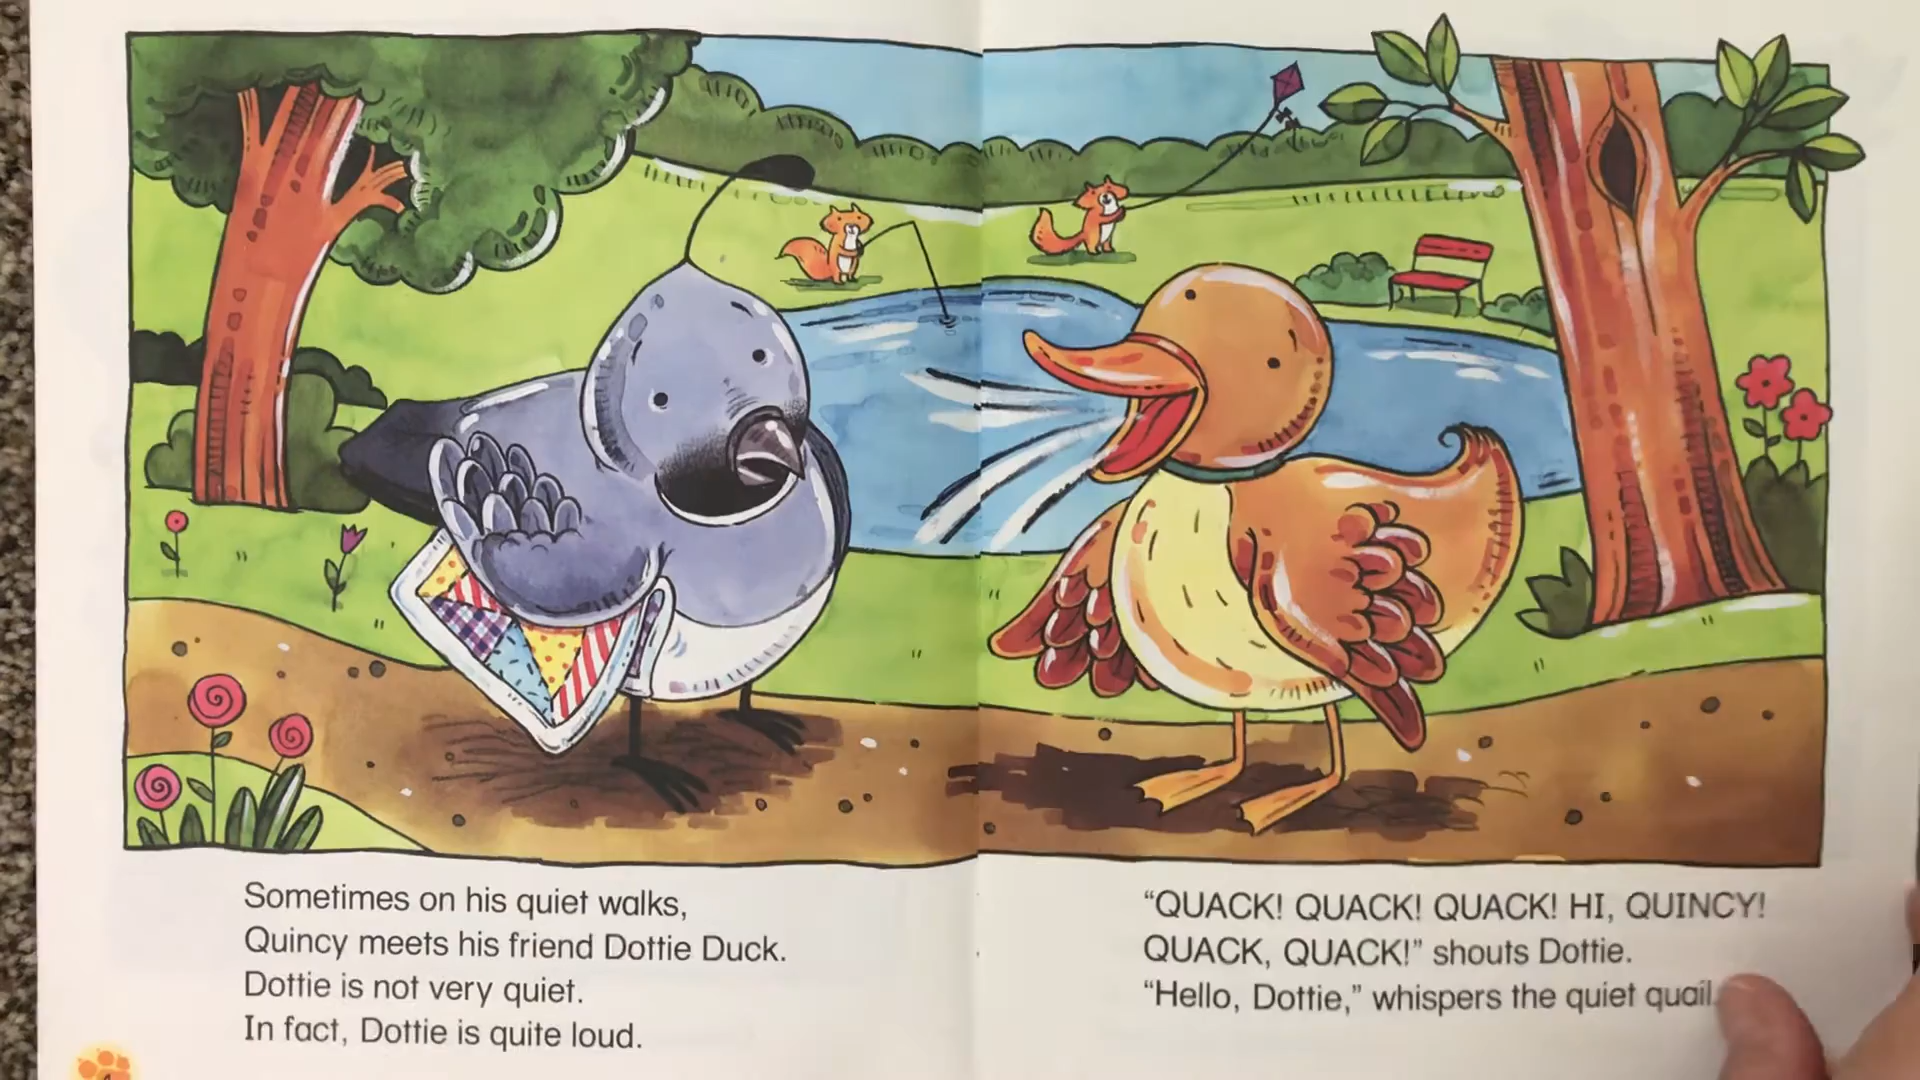 Sometimes on his quiet walks,
Quincy meets his friend Dottie Duck.
Dottie is not very quiet.
In fact, Dottie is quite loud.
“QUACK! QUACK! QUACK! HI, QUINCY!
QUACK, QUACK!” shouts Dottie.
“Hello, Dottie,” whispers the quiet quail.